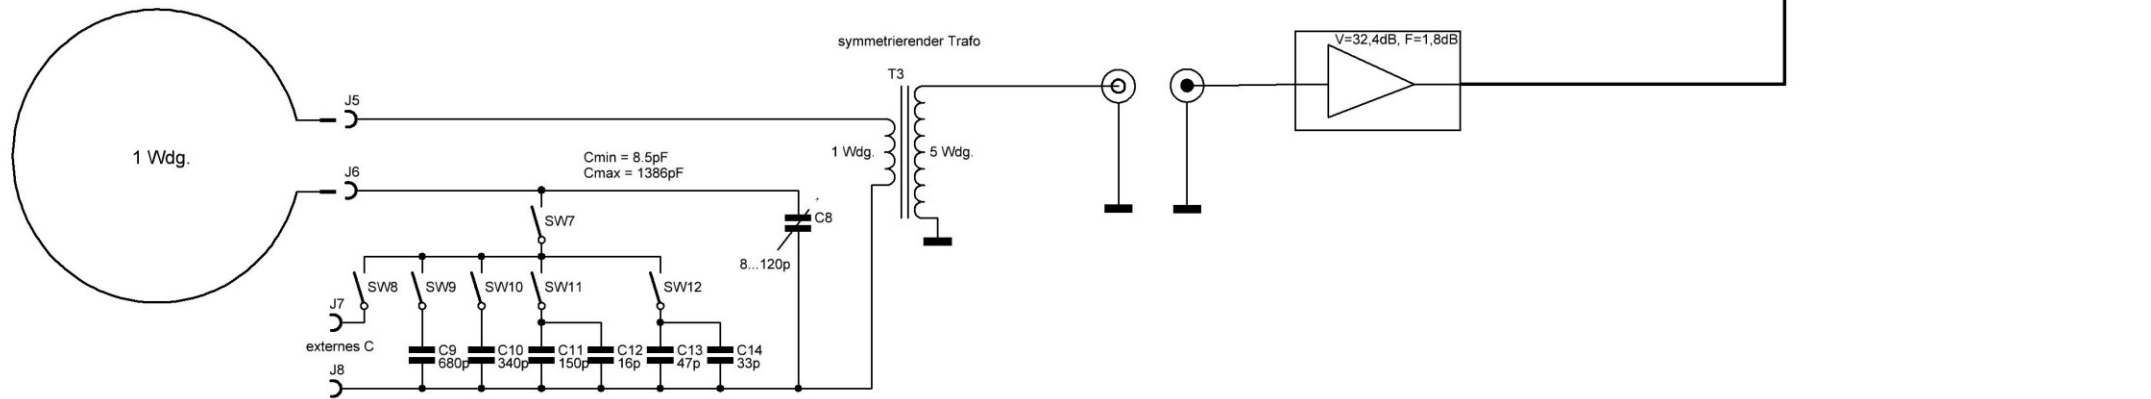 symmetrierender Trafo
V=32,4dB, F=1,8dB
T3
J5
1 Wdg.
1 Wdg.
5 Wdg.
Cmin = 8.5pF
Cmax = 1386pF
J6
SW7
C8
8...120p
SW8
SW9
SW10
SW11
SW12
J7
externes C
C9
680p
C10
340p
C11
150p
C12
16p
C13
47p
C14
33p
J8